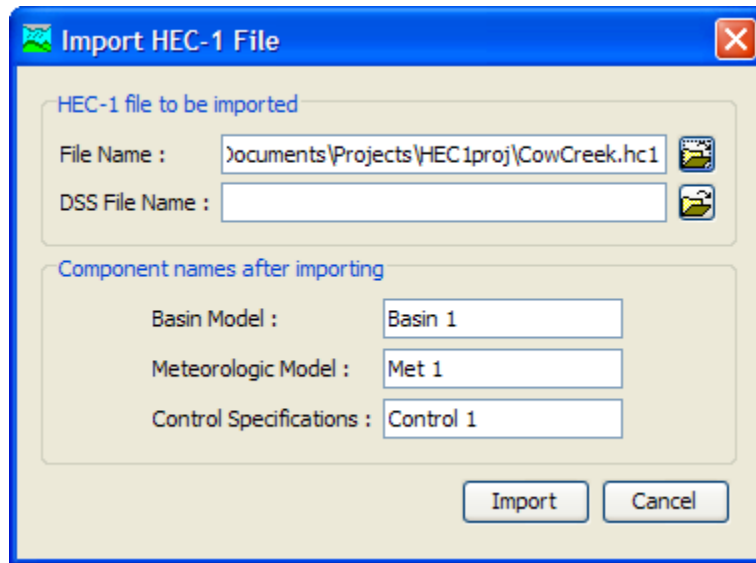 Import HEC-1 File
HEC-1 file to be imported
File Name : Documents\Projects\HEC1proj\CowCreek.hc1
DSS File Name :
Component names after importing
Basin Model : Basin 1
Meteorologic Model : Met 1
Control Specifications : Control 1
Import Cancel